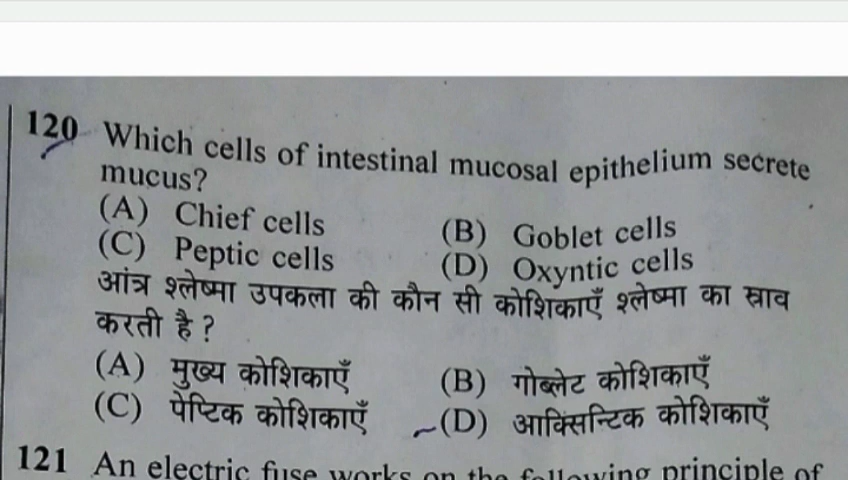 120 Which cells of intestinal mucosal epithelium secrete
mucus?
(A) Chief cells (B) Goblet cells
(C) Peptic cells (D) Oxyntic cells
आंत्र श्लेष्मा उपकला की कौन सी कोशिकाएँ श्लेष्मा का स्राव
करती है ?
(A) मुख्य कोशिकाएँ (B) गोब्लेट कोशिकाएँ
(C) पेप्टिक कोशिकाएँ (D) आक्सिन्टिक कोशिकाएँ
121 An electric fuse works on the following principle of